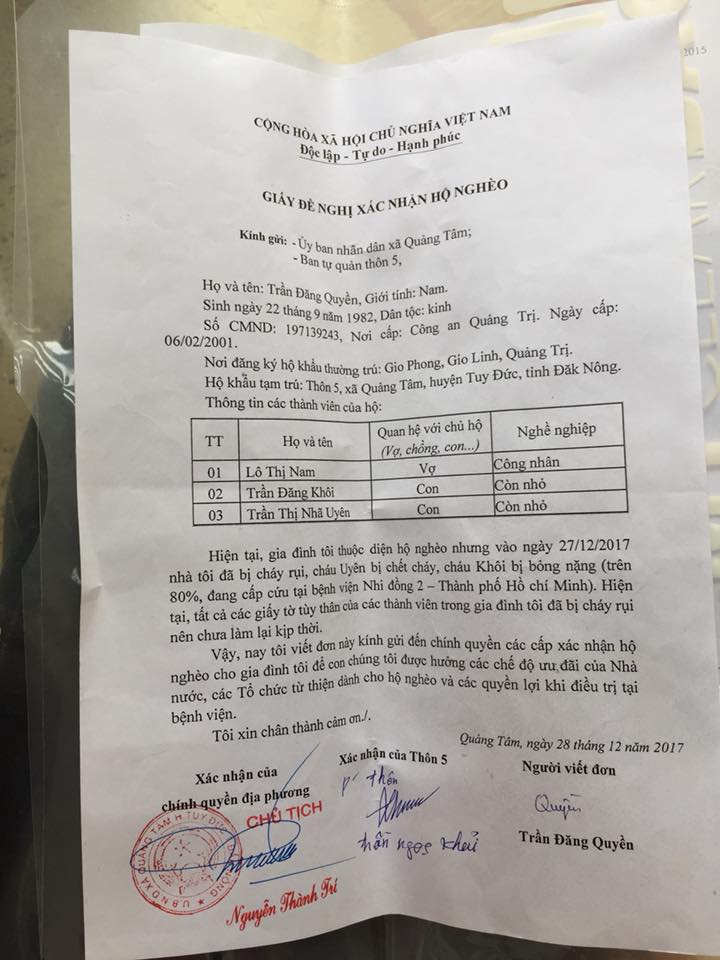 2015
CỘNG HÒA XÃ HỘI CHỦ NGHĨA VIỆT NAM
Độc lập - Tự do - Hạnh phúc
GIẤY ĐỀ NGHỊ XÁC NHẬN HỘ NGHÈO
Kính gửi: - Ủy ban nhân dân xã Quảng Tâm;
- Ban tự quản thôn 5,
Họ và tên: Trần Đăng Quyền, Giới tính: Nam.
Sinh ngày 22 tháng 9 năm 1982, Dân tộc: kinh
Số CMND: 197139243, Nơi cấp: Công an Quảng Trị. Ngày cấp:
06/02/2001.
Nơi đăng ký hộ khẩu thường trú: Gio Phong, Gio Linh, Quảng Trị.
Hộ khẩu tạm trú: Thôn 5, xã Quảng Tâm, huyện Tuy Đức, tỉnh Đăk Nông.
Thông tin các thành viên của hộ:
TT Họ và tên Quan hệ với chủ hộ (Vợ, chồng, con...) Nghề nghiệp
01 Lô Thị Nam Vợ Công nhân
02 Trần Đăng Khôi Con Còn nhỏ
03 Trần Thị Nhã Uyên Con Còn nhỏ
Hiện tại, gia đình tôi thuộc diện hộ nghèo nhưng vào ngày 27/12/2017
nhà tôi đã bị cháy rụi, cháu Uyên bị chết cháy, cháu Khôi bị bỏng nặng (trên
80%, đang cấp cứu tại bệnh viện Nhi đồng 2 – Thành phố Hồ chí Minh). Hiện
tại, tất cả các giấy tờ tùy thân của các thành viên trong gia đình tôi đã bị cháy rụi
nên chưa làm lại kịp thời.
Vậy, nay tôi viết đơn này kính gửi đến chính quyền các cấp xác nhận hộ
nghèo cho gia đình tôi để con chúng tôi được hưởng các chế độ ưu đãi của Nhà
nước, các Tổ chức từ thiện dành cho hộ nghèo và các quyền lợi khi điều trị tại
bệnh viện.
Tôi xin chân thành cảm ơn./.
Quảng Tâm, ngày 28 tháng 12 năm 2017
Xác nhận của Xác nhận của Thôn 5 Người viết đơn
chính quyền địa phương
thôn
CHỦ TỊCH
Quyền
Trần Đăng Quyền
trần ngọc
U.B.N.D XÃ QUẢNG TÂM H. TUY ĐỨC
Nguyễn Thành Trí